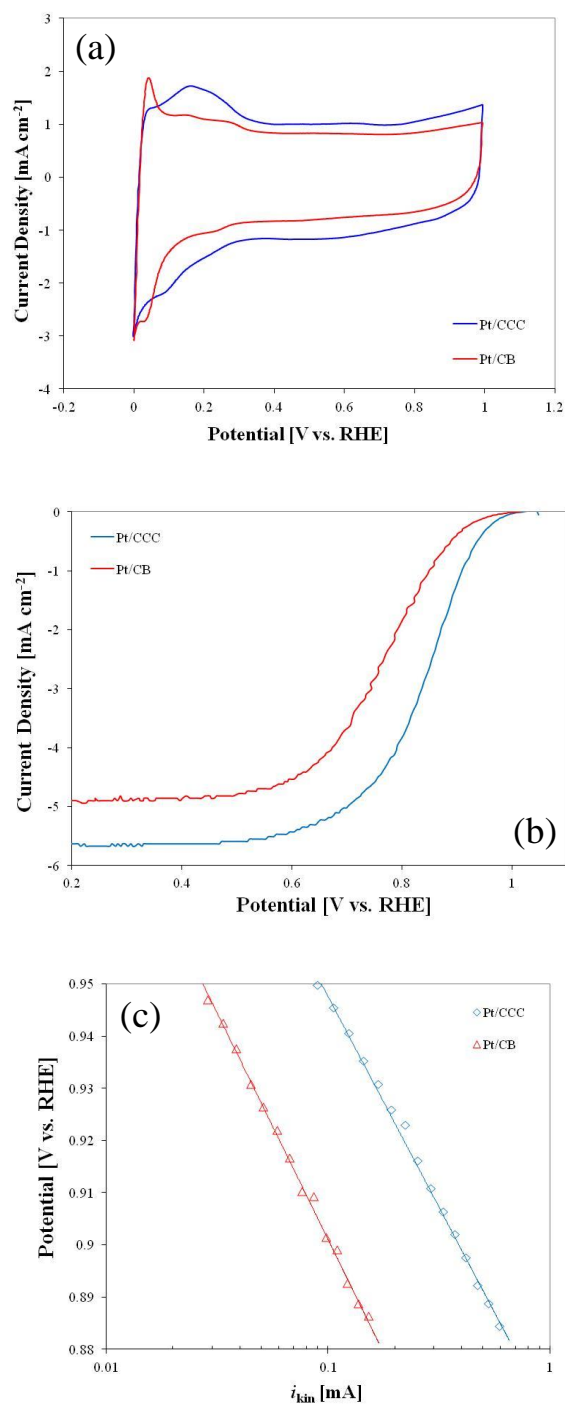 (a)
3
2
1
0
-1
-2
-3
-4
-0.2 0 0.2 0.4 0.6 0.8 1 1.2
Current Density [mA cm⁻²]
Potential [V vs. RHE]
Pt/CCC
Pt/CB
0
-1
-2
-3
-4
-5
-6
0.2 0.4 0.6 0.8 1
Current Density [mA cm⁻²]
Potential [V vs. RHE]
Pt/CCC
Pt/CB
(b)
(c)
0.95
0.94
0.93
0.92
0.91
0.9
0.89
0.88
0.01 0.1 1
Potential [V vs. RHE]
i_kin [mA]
Pt/CCC
Pt/CB